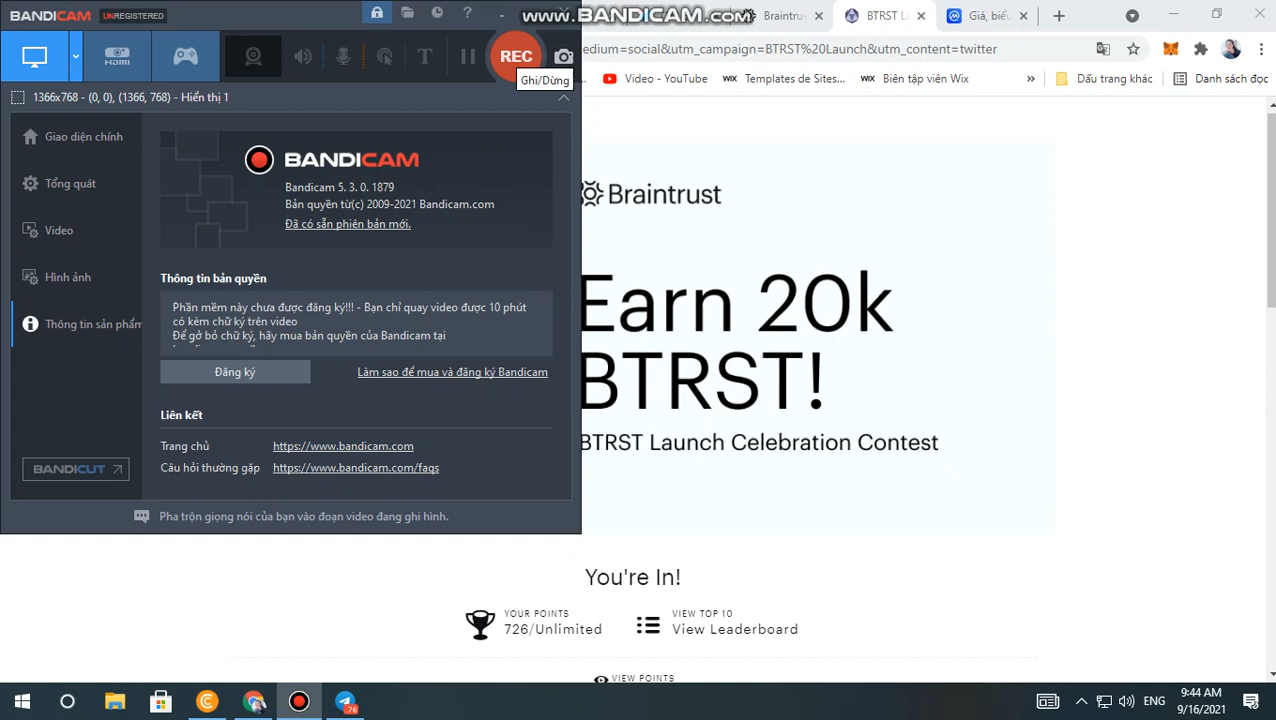 BANDICAM UNREGISTERED
www.BANDICAM.com
HDMI
T
REC
Ghi/Dừng
1366x768 - (0, 0), (1366, 768) - Hiển thị 1
Giao diện chính
Tổng quát
Video
Hình ảnh
Thông tin sản phẩm
BANDICUT
BANDICAM
Bandicam 5. 3. 0. 1879
Bản quyền từ(c) 2009-2021 Bandicam.com
Đã có sẵn phiên bản mới.
Thông tin bản quyền
Phần mềm này chưa được đăng ký!!! - Bạn chỉ quay video được 10 phút
có kèm chữ ký trên video
Để gở bỏ chữ ký, hãy mua bản quyền của Bandicam tại
Đăng ký
Làm sao để mua và đăng ký Bandicam
Liên kết
Trang chủ https://www.bandicam.com
Câu hỏi thường gặp https://www.bandicam.com/faqs
Pha trộn giọng nói của bạn vào đoạn video đang ghi hình.
Braintrust
BTRST L
Giá, biể
edium=social&utm_campaign=BTRST%20Launch&utm_content=twitter
Video - YouTube
WIX Templates de Sites...
WIX Biên tập viên Wix
»
Dấu trang khác
Danh sách đọc
Braintrust
Earn 20k
BTRST!
BTRST Launch Celebration Contest
You're In!
YOUR POINTS
726/Unlimited
VIEW TOP 10
View Leaderboard
VIEW POINTS
76
ENG
9:44 AM
9/16/2021